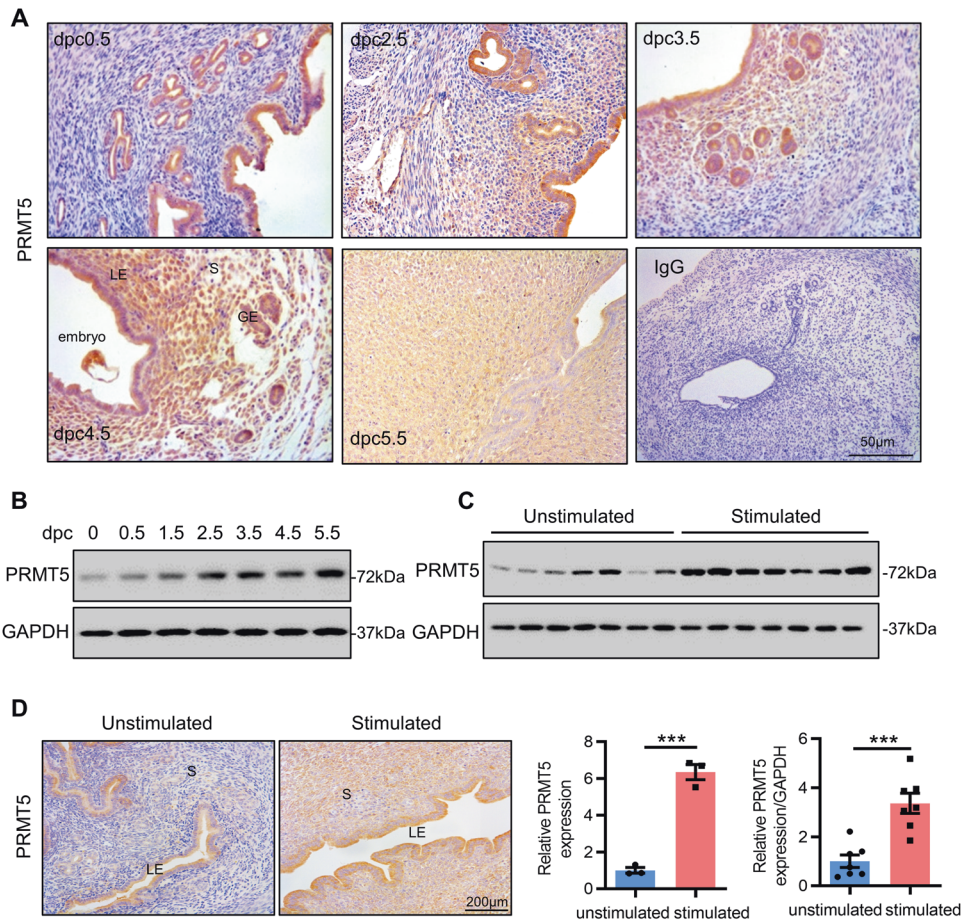 A
dpc0.5
dpc2.5
dpc3.5
PRMT5
LE
S
GE
embryo
dpc4.5
dpc5.5
IgG
50μm
B
dpc 0 0.5 1.5 2.5 3.5 4.5 5.5
PRMT5
-72kDa
GAPDH
-37kDa
C
Unstimulated Stimulated
PRMT5
-72kDa
GAPDH
-37kDa
D
Unstimulated
Stimulated
PRMT5
S
LE
S
LE
200μm
Relative PRMT5
expression
8
6
4
2
0
***
unstimulated stimulated
Relative PRMT5
expression/GAPDH
6
4
2
0
***
unstimulated stimulated